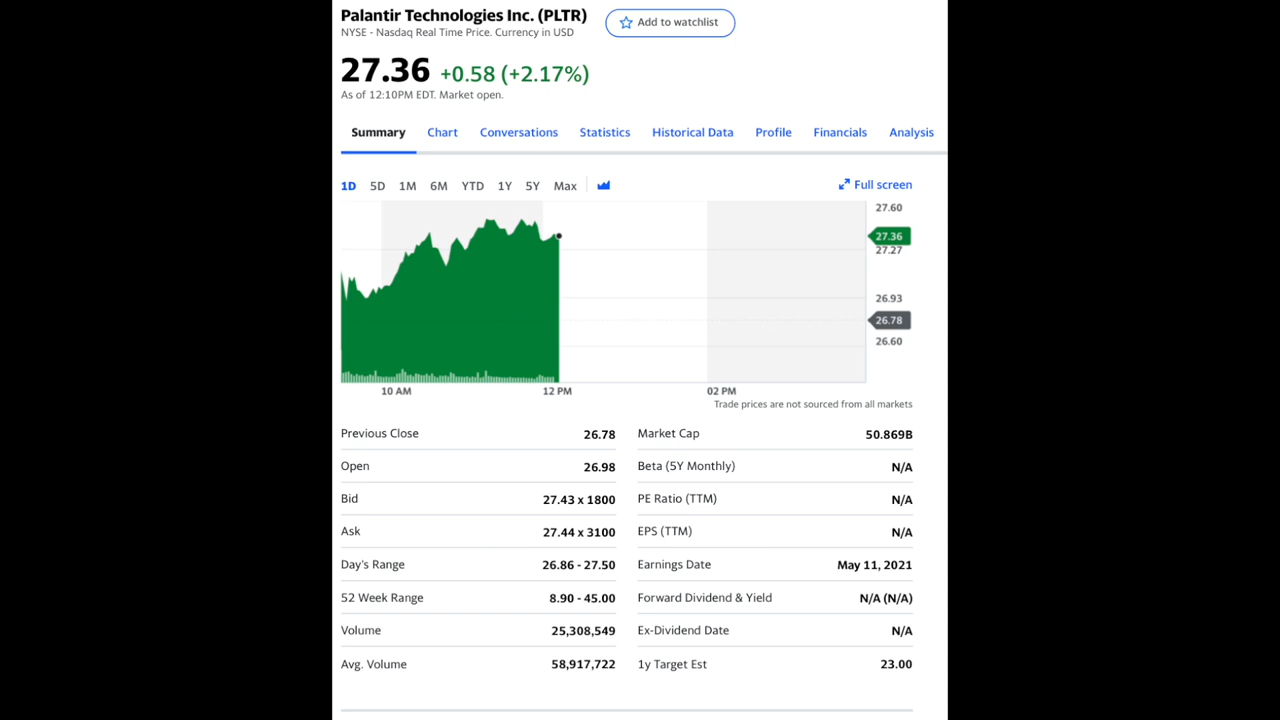 Palantir Technologies Inc. (PLTR)
NYSE - Nasdaq Real Time Price. Currency in USD
Add to watchlist
27.36 +0.58 (+2.17%)
As of 12:10PM EDT. Market open.
Summary Chart Conversations Statistics Historical Data Profile Financials Analysis
1D 5D 1M 6M YTD 1Y 5Y Max
Full screen
27.60
27.36
27.27
26.93
26.78
26.60
10 AM 12 PM 02 PM
Trade prices are not sourced from all markets
Previous Close 26.78
Open 26.98
Bid 27.43 x 1800
Ask 27.44 x 3100
Day's Range 26.86 - 27.50
52 Week Range 8.90 - 45.00
Volume 25,308,549
Avg. Volume 58,917,722
Market Cap 50.869B
Beta (5Y Monthly) N/A
PE Ratio (TTM) N/A
EPS (TTM) N/A
Earnings Date May 11, 2021
Forward Dividend & Yield N/A (N/A)
Ex-Dividend Date N/A
1y Target Est 23.00